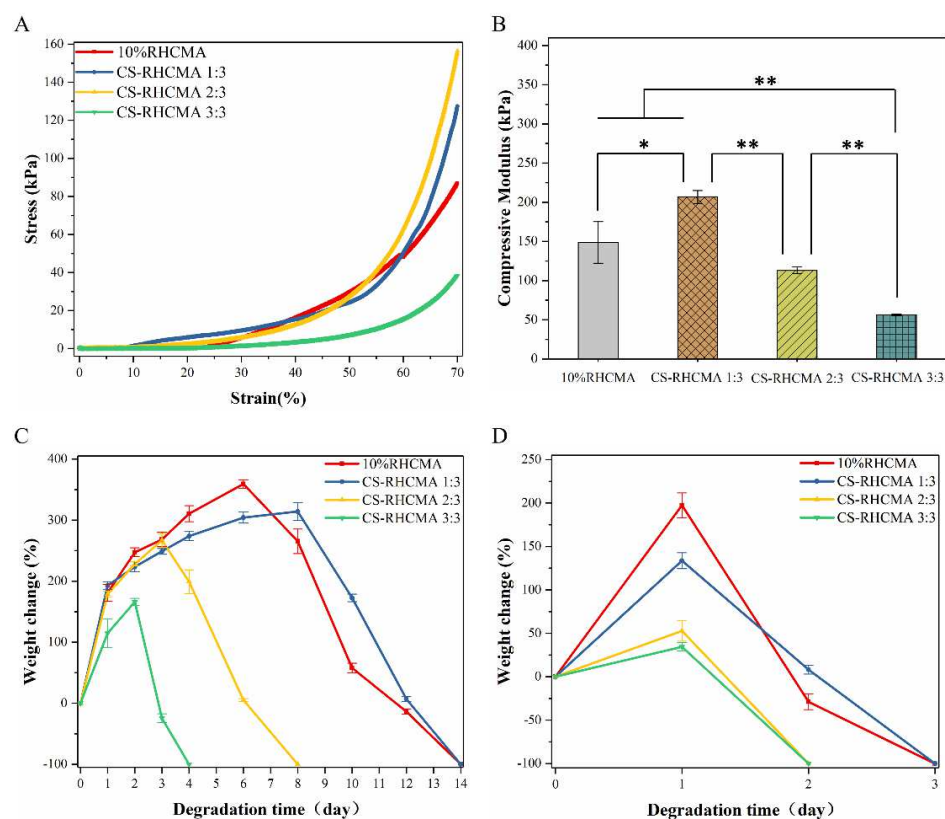 A
160
140
120
100
80
60
40
20
0
Stress (kPa)
10%RHCMA
CS-RHCMA 1:3
CS-RHCMA 2:3
CS-RHCMA 3:3
0 10 20 30 40 50 60 70
Strain(%)
B
400
350
300
250
200
150
100
50
0
Compressive Modulus (kPa)
**
* ** **
10%RHCMA CS-RHCMA 1:3 CS-RHCMA 2:3 CS-RHCMA 3:3
C
400
300
200
100
0
-100
Weight change (%)
10%RHCMA
CS-RHCMA 1:3
CS-RHCMA 2:3
CS-RHCMA 3:3
0 1 2 3 4 5 6 7 8 9 10 11 12 13 14
Degradation time（day）
D
250
200
150
100
50
0
-50
-100
Weight change (%)
10%RHCMA
CS-RHCMA 1:3
CS-RHCMA 2:3
CS-RHCMA 3:3
0 1 2 3
Degradation time（day）